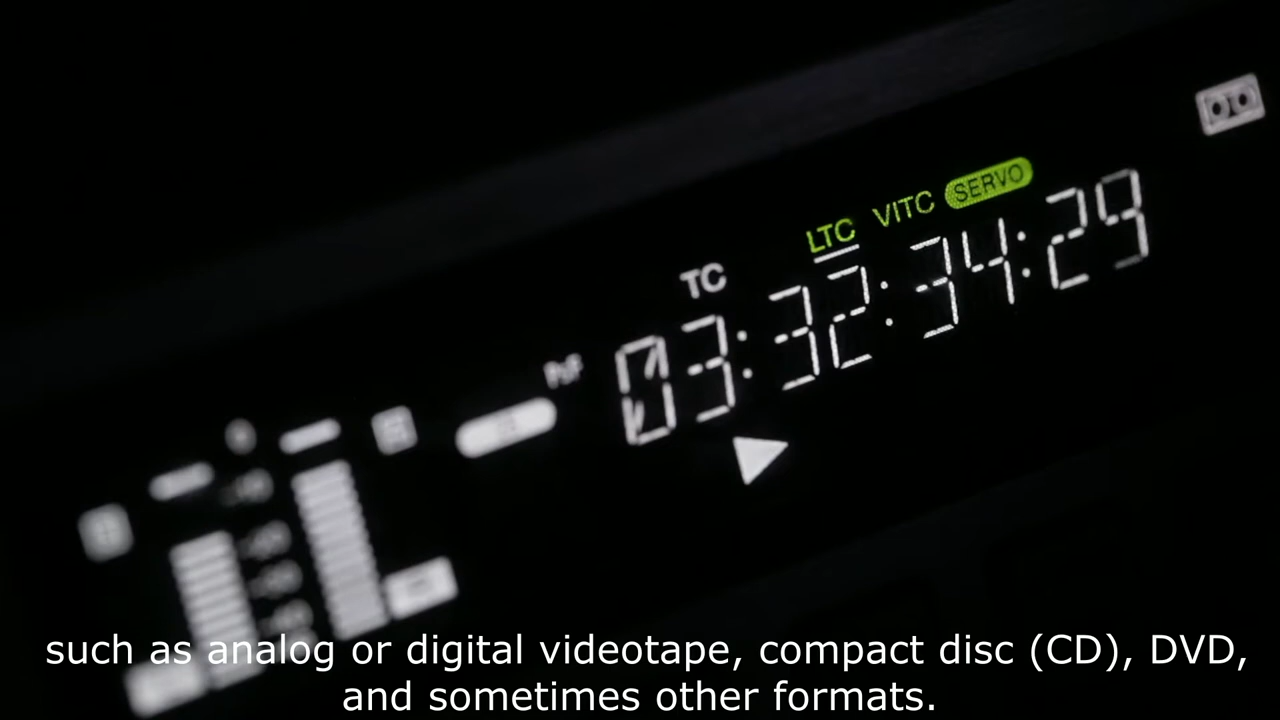 LTC VITC SERVO
TC
03:32:34:29
such as analog or digital videotape, compact disc (CD), DVD,
and sometimes other formats.